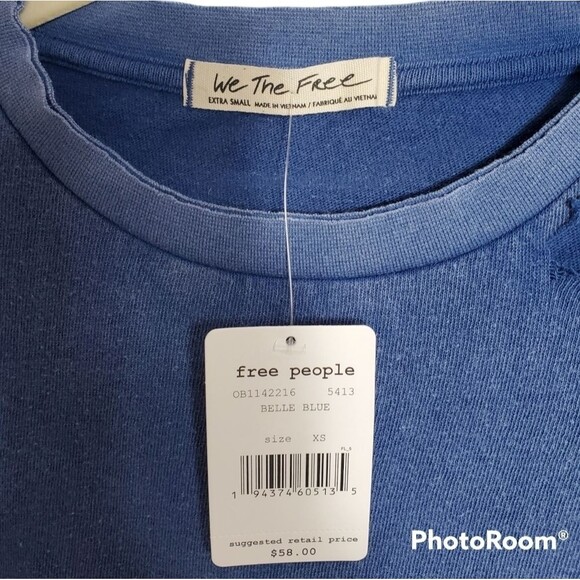 We The Free
EXTRA SMALL MADE IN VIETNAM / FABRIQUÉ AU VIETNAM
free people
OB1142216 5413
BELLE BLUE
size XS
1 94374 60513 5
suggested retail price
$58.00
PhotoRoom®